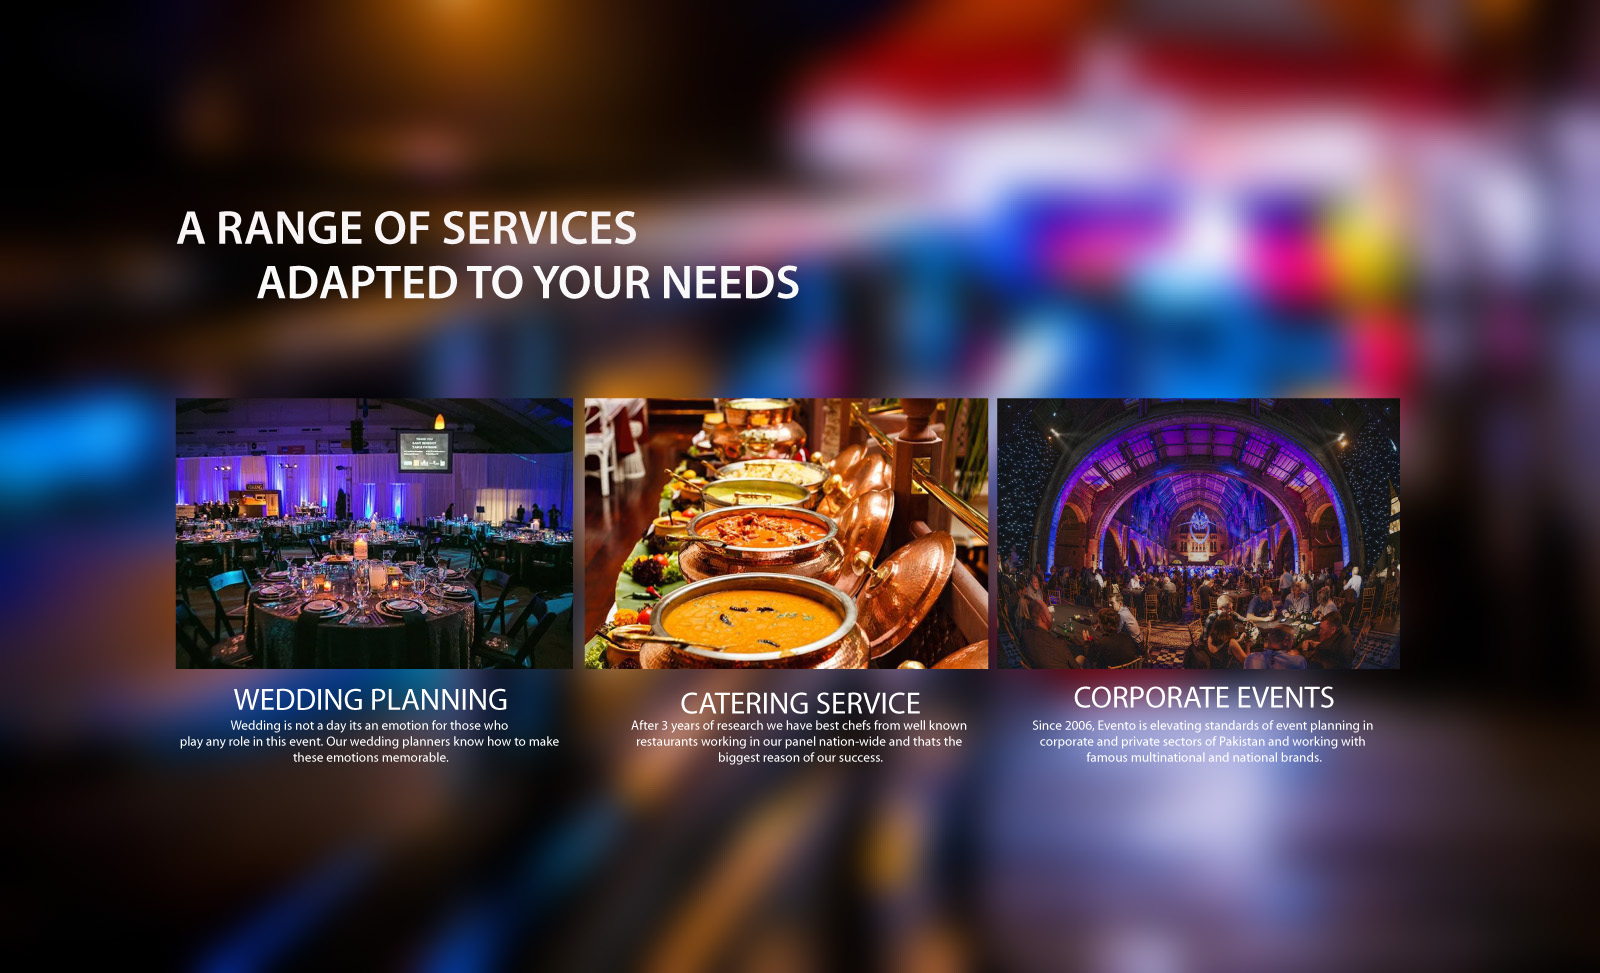 A RANGE OF SERVICES
ADAPTED TO YOUR NEEDS
WEDDING PLANNING
Wedding is not a day its an emotion for those who
play any role in this event. Our wedding planners know how to make
these emotions memorable.
CATERING SERVICE
After 3 years of research we have best chefs from well known
restaurants working in our panel nation-wide and thats the
biggest reason of our success.
CORPORATE EVENTS
Since 2006, Evento is elevating standards of event planning in
corporate and private sectors of Pakistan and working with
famous multinational and national brands.